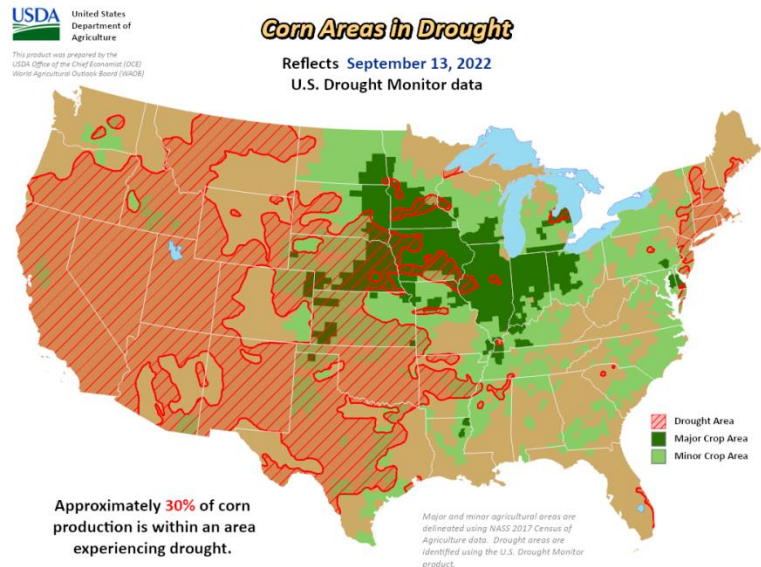 USDA
United States
Department of
Agriculture
This product was prepared by the
USDA Office of the Chief Economist (OCE)
World Agricultural Outlook Board (WAOB)
Corn Areas in Drought
Reflects September 13, 2022
U.S. Drought Monitor data
Drought Area
Major Crop Area
Minor Crop Area
Approximately 30% of corn
production is within an area
experiencing drought.
Major and minor agricultural areas are
delineated using NASS 2017 Census of
Agriculture data. Drought areas are
identified using the U.S. Drought Monitor
product.